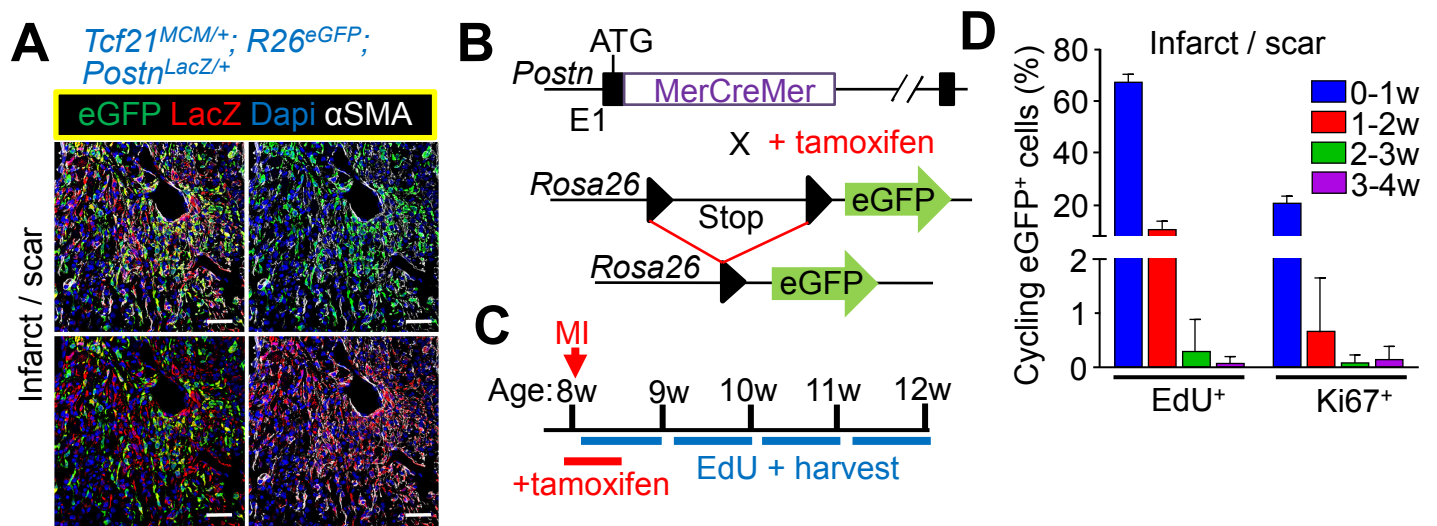 A
Tcf21MCM/+; R26eGFP;
PostnLacZ/+
eGFP LacZ Dapi αSMA
Infarct / scar
B
ATG
Postn
MerCreMer
E1
X + tamoxifen
Rosa26
Stop
eGFP
Rosa26
eGFP
C
MI
Age: 8w 9w 10w 11w 12w
EdU + harvest
+tamoxifen
D
Infarct / scar
Cycling eGFP+ cells (%)
80
60
40
20
2
1
0
0-1w
1-2w
2-3w
3-4w
EdU+
Ki67+